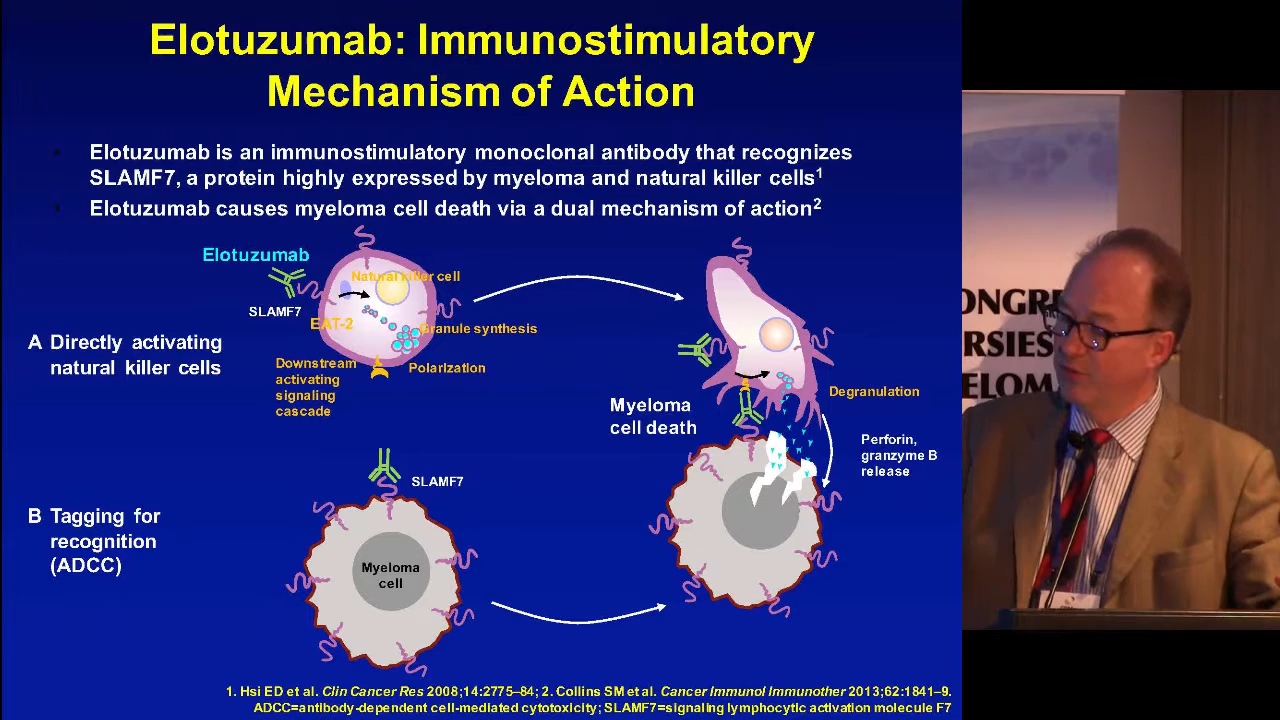 Elotuzumab: Immunostimulatory
Mechanism of Action
Elotuzumab is an immunostimulatory monoclonal antibody that recognizes
SLAMF7, a protein highly expressed by myeloma and natural killer cells1
Elotuzumab causes myeloma cell death via a dual mechanism of action2
Elotuzumab
Natural killer cell
SLAMF7
EAT-2
Granule synthesis
A Directly activating
natural killer cells
Downstream
activating
signaling
cascade
Polarization
Degranulation
Myeloma
cell death
Perforin,
granzyme B
release
SLAMF7
B Tagging for
recognition
(ADCC)
Myeloma
cell
1. Hsi ED et al. Clin Cancer Res 2008;14:2775–84; 2. Collins SM et al. Cancer Immunol Immunother 2013;62:1841–9.
ADCC=antibody-dependent cell-mediated cytotoxicity; SLAMF7=signaling lymphocytic activation molecule F7
ONGRE
RSIES
ELOM